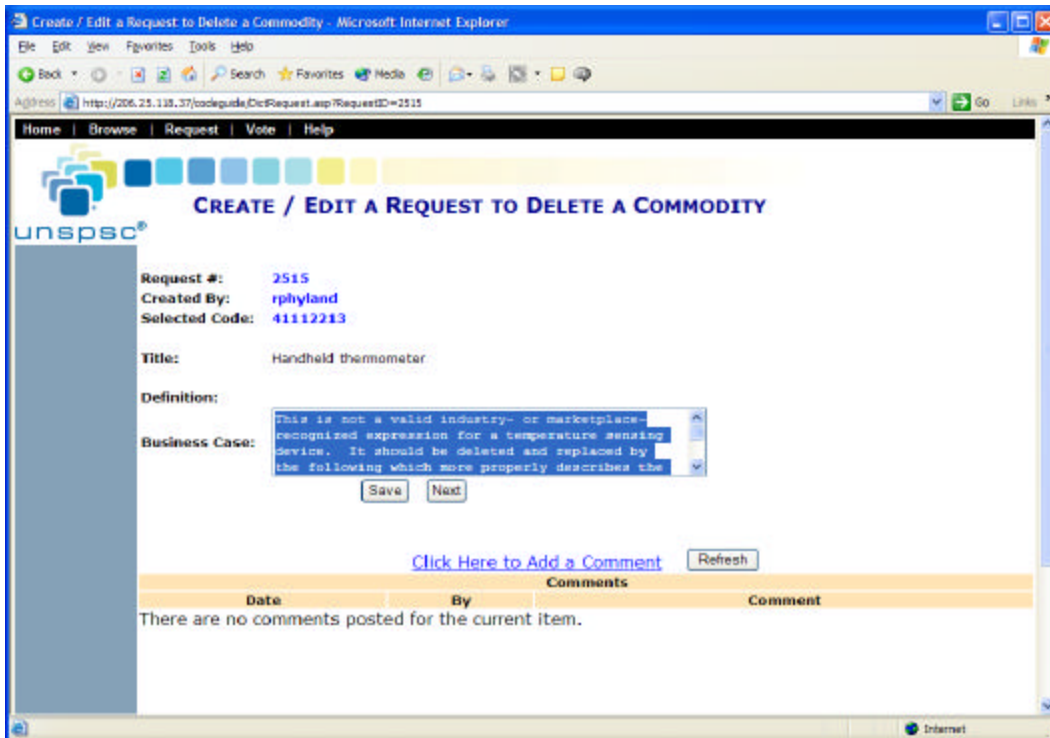 Create / Edit a Request to Delete a Commodity - Microsoft Internet Explorer
File Edit View Favorites Tools Help
Back Search Favorites Media
Address http://206.25.118.37/codeguide/DctRequest.asp?RequestID=2515 Go Links
Home | Browse | Request | Vote | Help
CREATE / EDIT A REQUEST TO DELETE A COMMODITY
unspsc®
Request #: 2515
Created By: rphyland
Selected Code: 41112213
Title: Handheld thermometer
Definition:
Business Case: This is not a valid industry- or marketplace-
recognized expression for a temperature sensing
device. It should be deleted and replaced by
the following which more properly describes the
Save Next
Click Here to Add a Comment Refresh
Comments
Date By Comment
There are no comments posted for the current item.
Internet